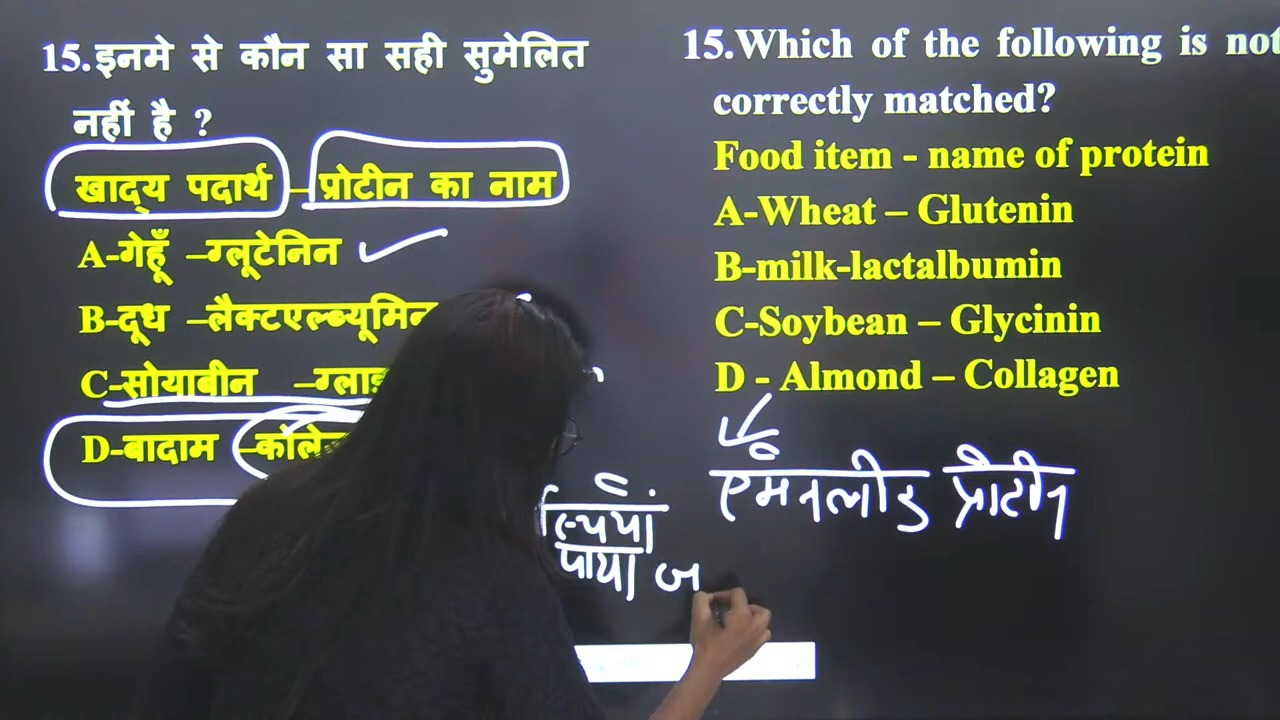 15.इनमे से कौन सा सही सुमेलित
नहीं है ?
खाद्य पदार्थ – प्रोटीन का नाम
A-गेहूँ –ग्लूटेनिन
B-दूध –लैक्टएल्ब्यूमिन
C-सोयाबीन
D-बादाम
15.Which of the following is not
correctly matched?
Food item - name of protein
A-Wheat – Glutenin
B-milk-lactalbumin
C-Soybean – Glycinin
D - Almond – Collagen
प्रोटीन
पाया